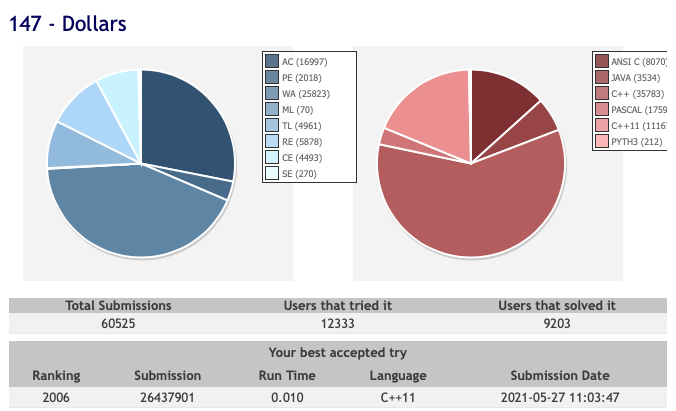 147 - Dollars
AC (16997)
PE (2018)
WA (25823)
ML (70)
TL (4961)
RE (5878)
CE (4493)
SE (270)
ANSI C (8070)
JAVA (3534)
C++ (35783)
PASCAL (1759
C++11 (1116
PYTH3 (212)
Total Submissions Users that tried it Users that solved it
60525 12333 9203
Your best accepted try
Ranking Submission Run Time Language Submission Date
2006 26437901 0.010 C++11 2021-05-27 11:03:47